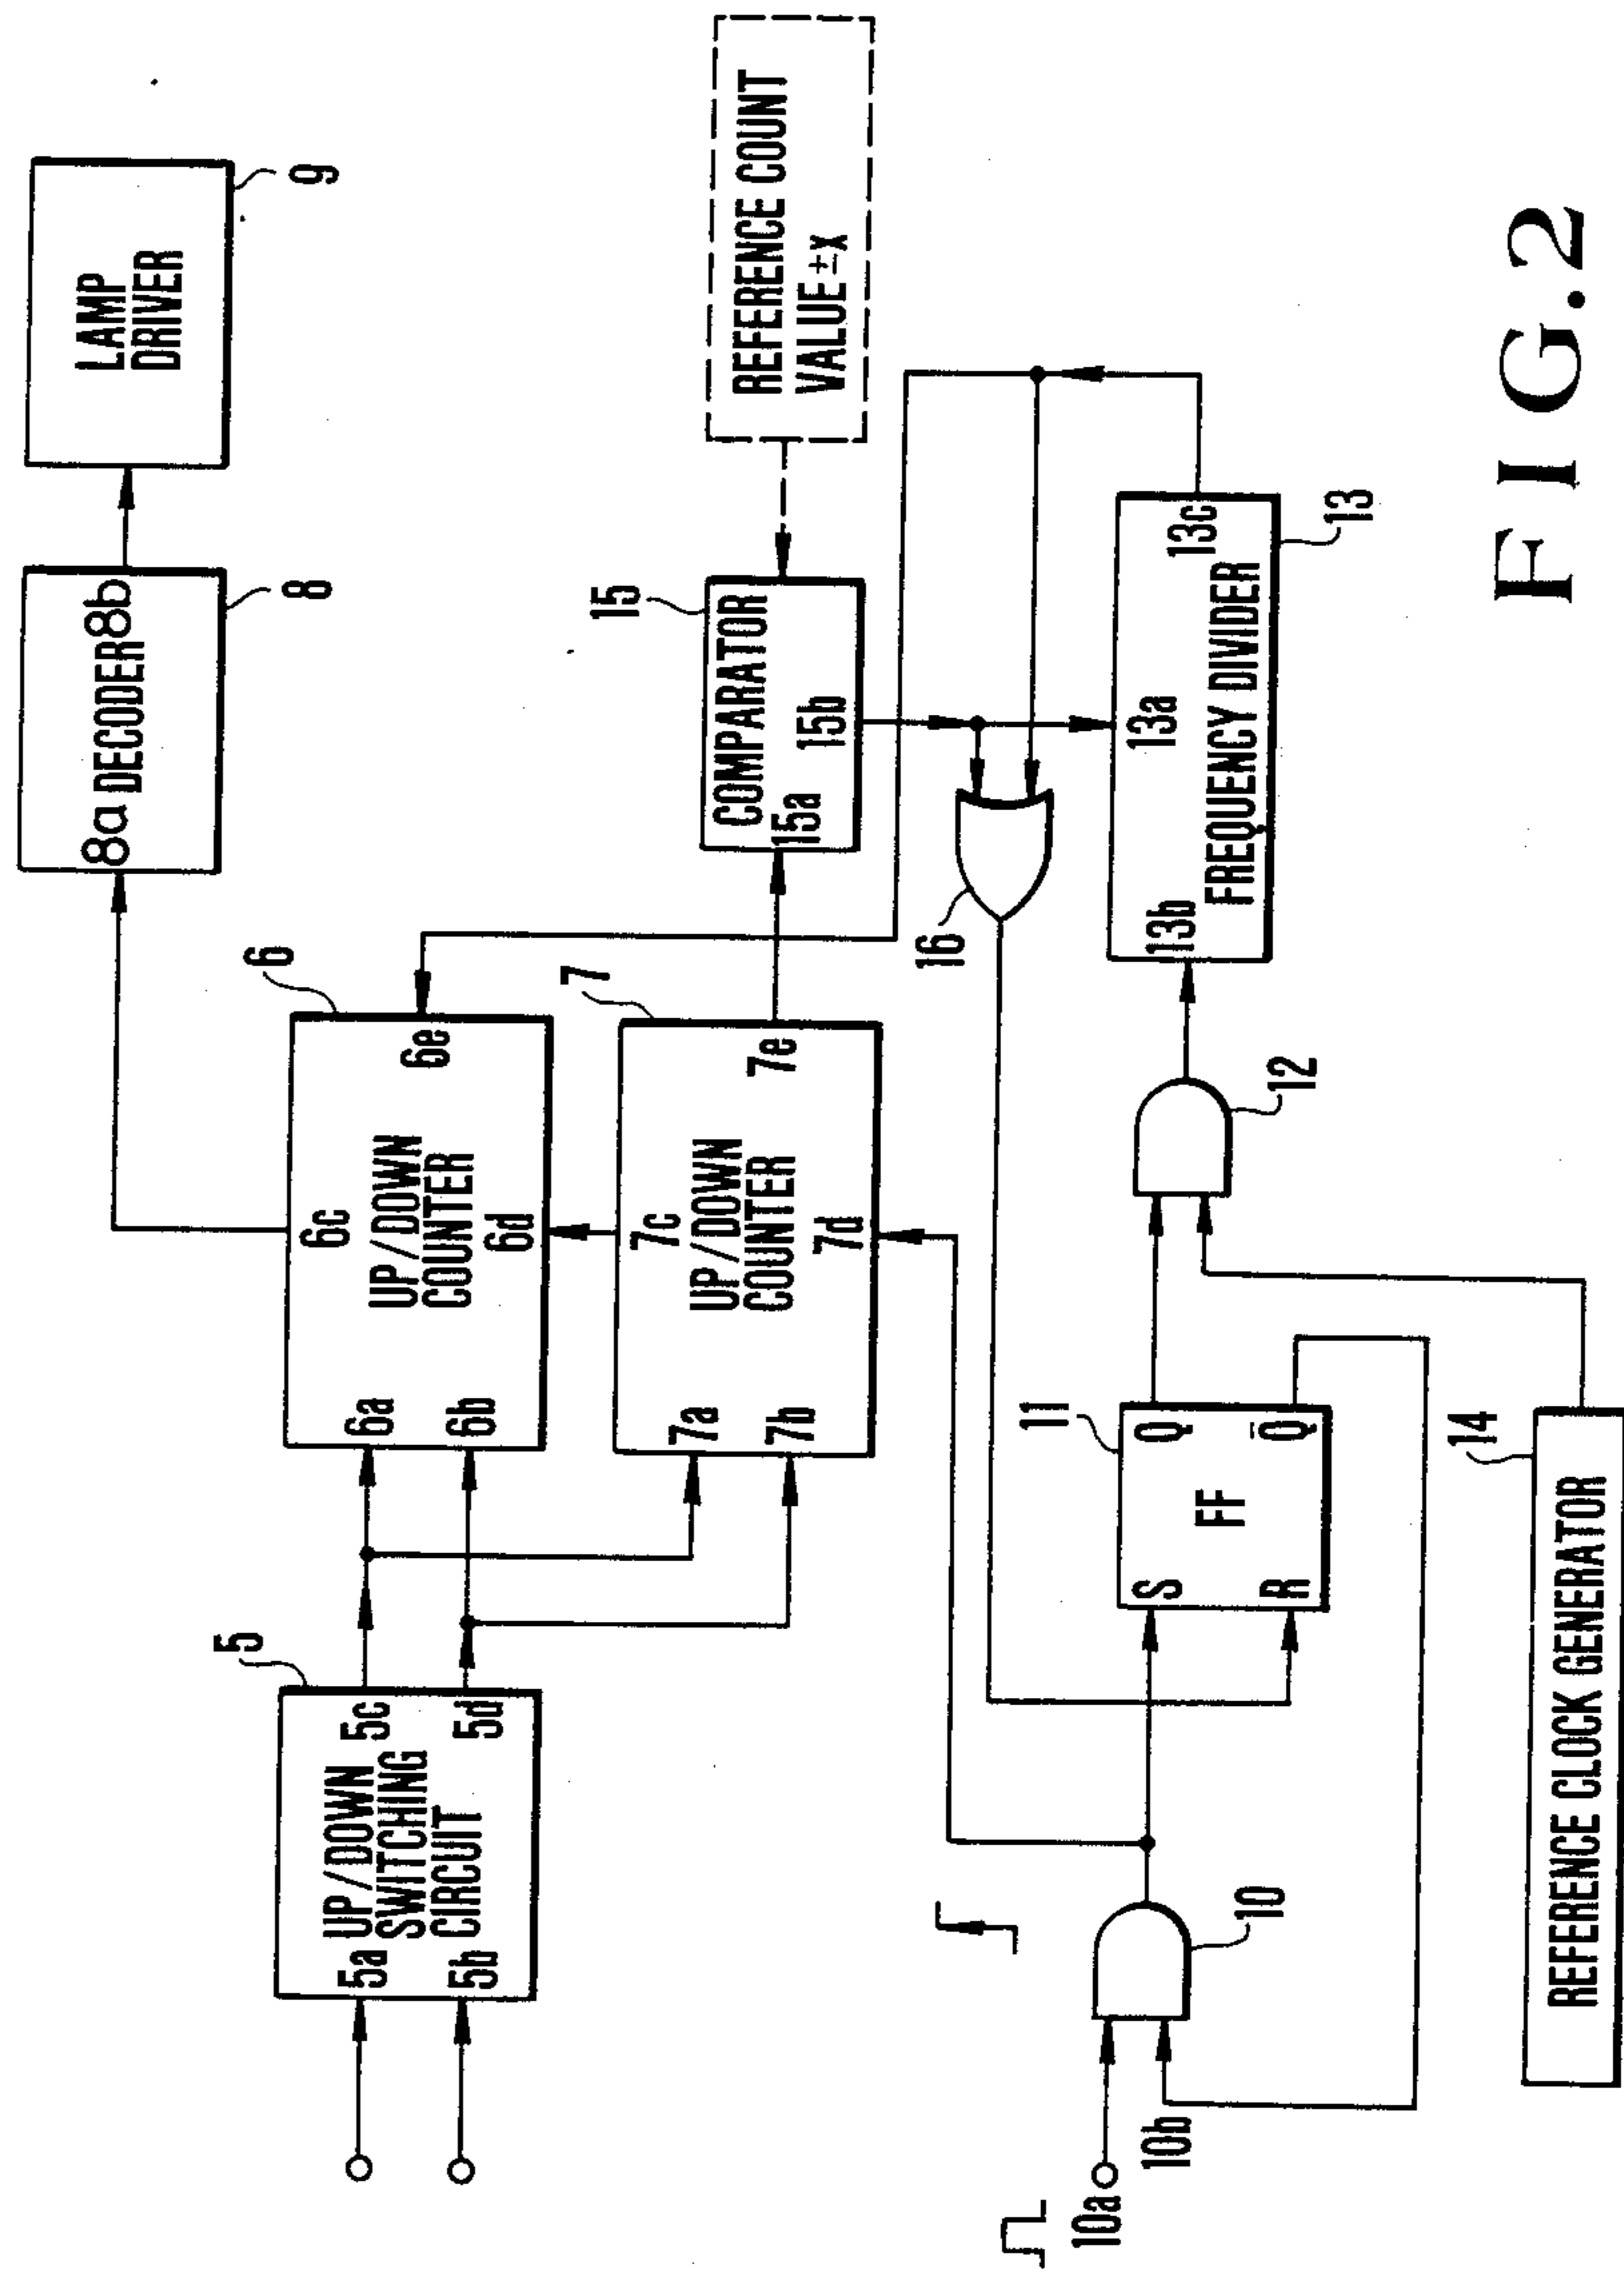 LAMP
DRIVER
9
8a DECODER 8b
8
REFERENCE COUNT
VALUE ±X
COMPARATOR
15a
15b
15
6a
6b
6c
UP/DOWN
COUNTER
6d
6e
6
7a
7b
7c
UP/DOWN
COUNTER
7d
7e
7
5a
5b
UP/DOWN
SWITCHING
CIRCUIT
5c
5d
5
16
13a
13b
13c
FREQUENCY DIVIDER
13
12
11
S
R
FF
Q
Q̄
10a
10b
10
14
REFERENCE CLOCK GENERATOR
FIG.2